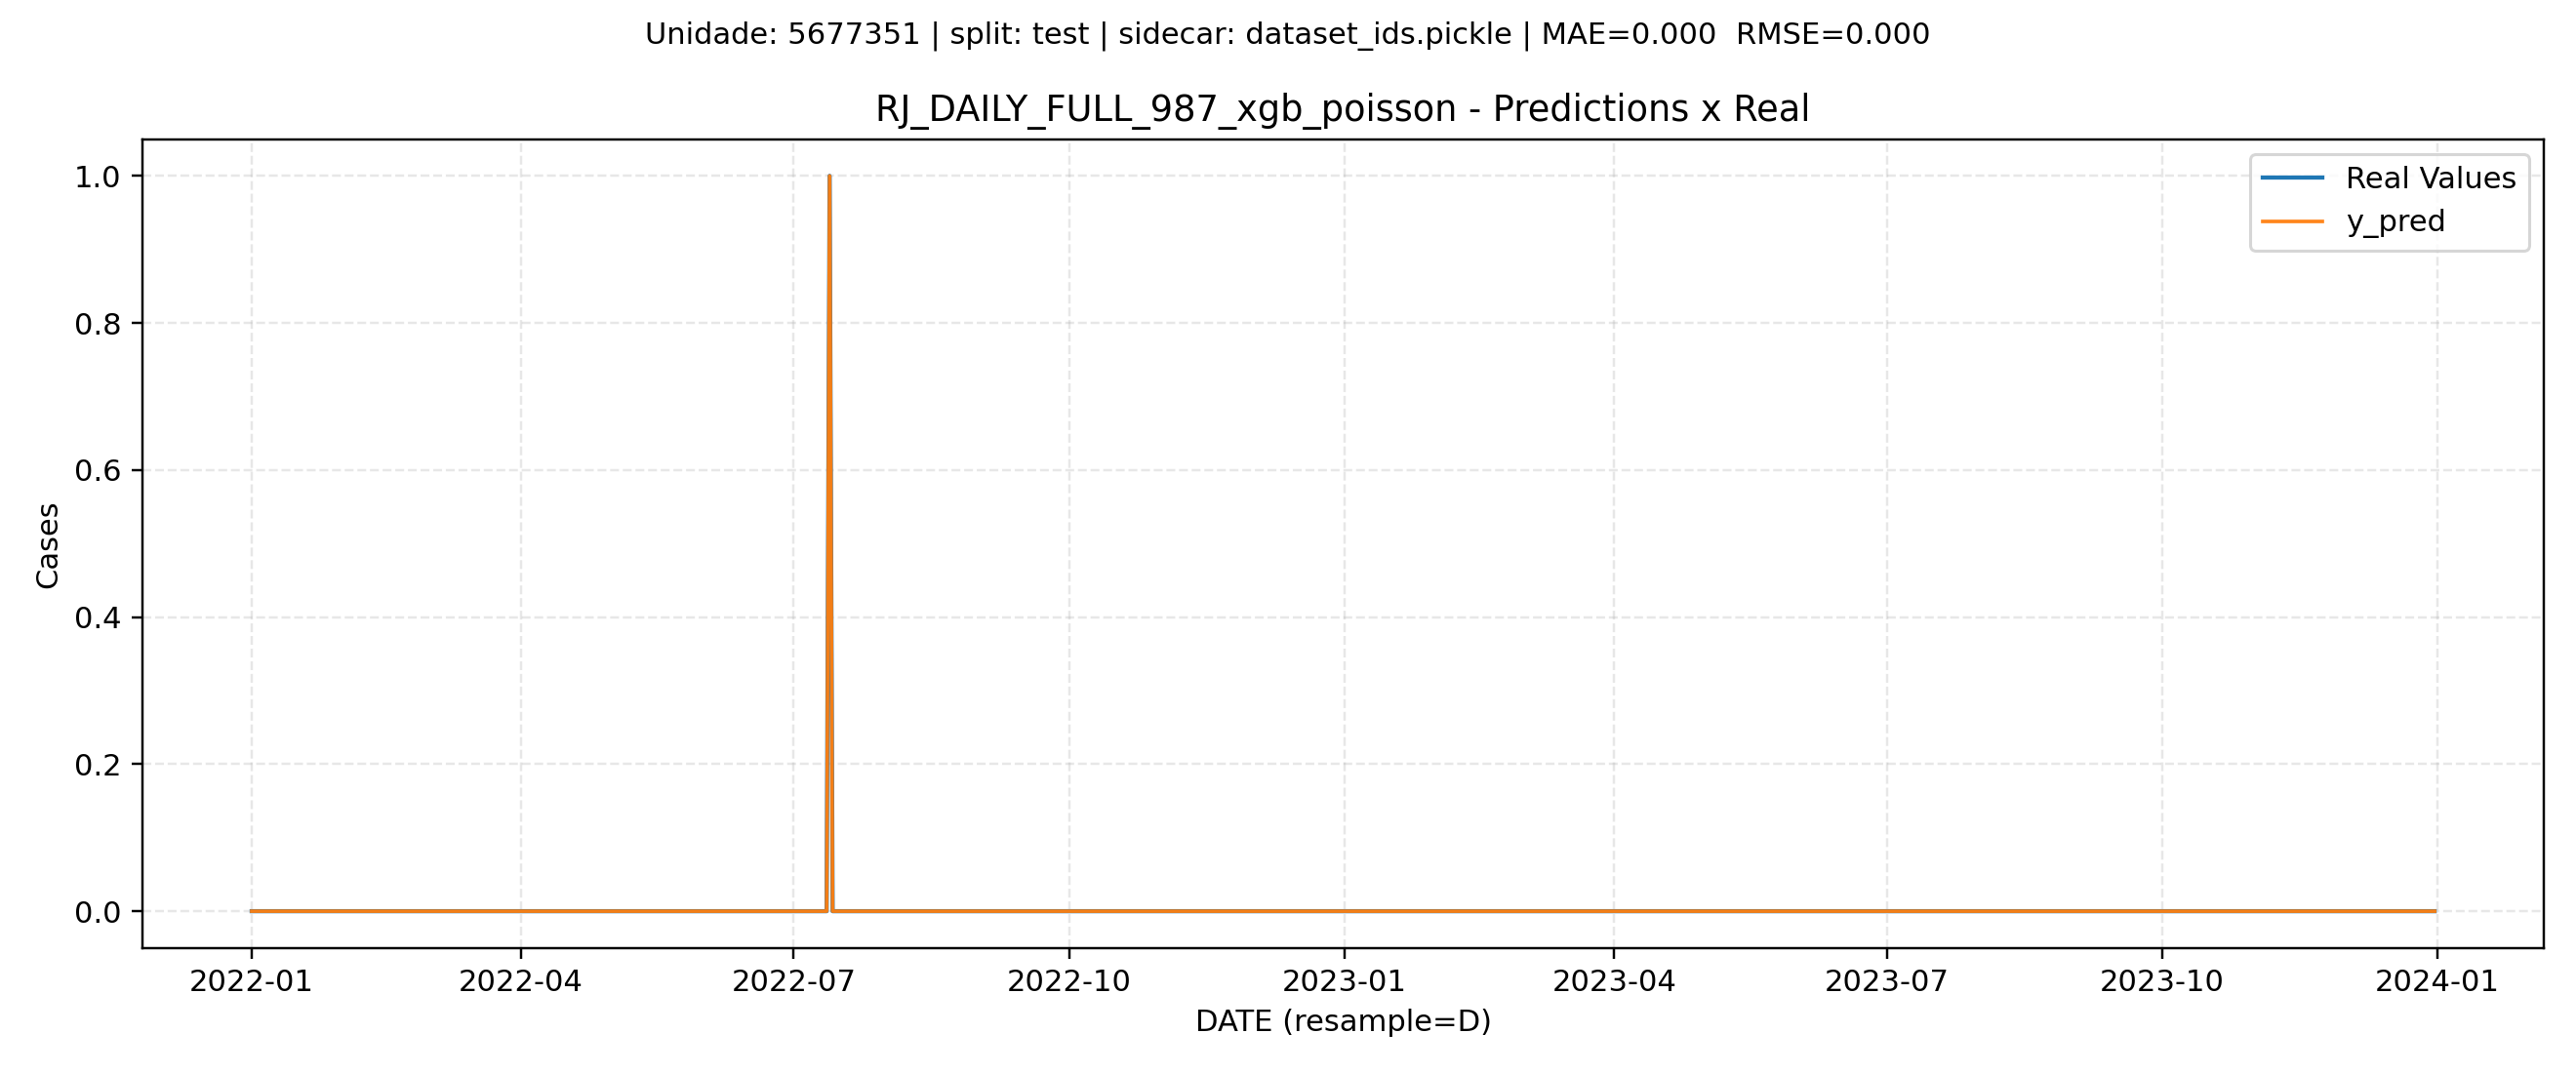 Unidade: 5677351 | split: test | sidecar: dataset_ids.pickle | MAE=0.000  RMSE=0.000
RJ_DAILY_FULL_987_xgb_poisson - Predictions x Real
Real Values
y_pred
1.0
0.8
0.6
0.4
0.2
0.0
Cases
2022-01 2022-04 2022-07 2022-10 2023-01 2023-04 2023-07 2023-10 2024-01
DATE (resample=D)